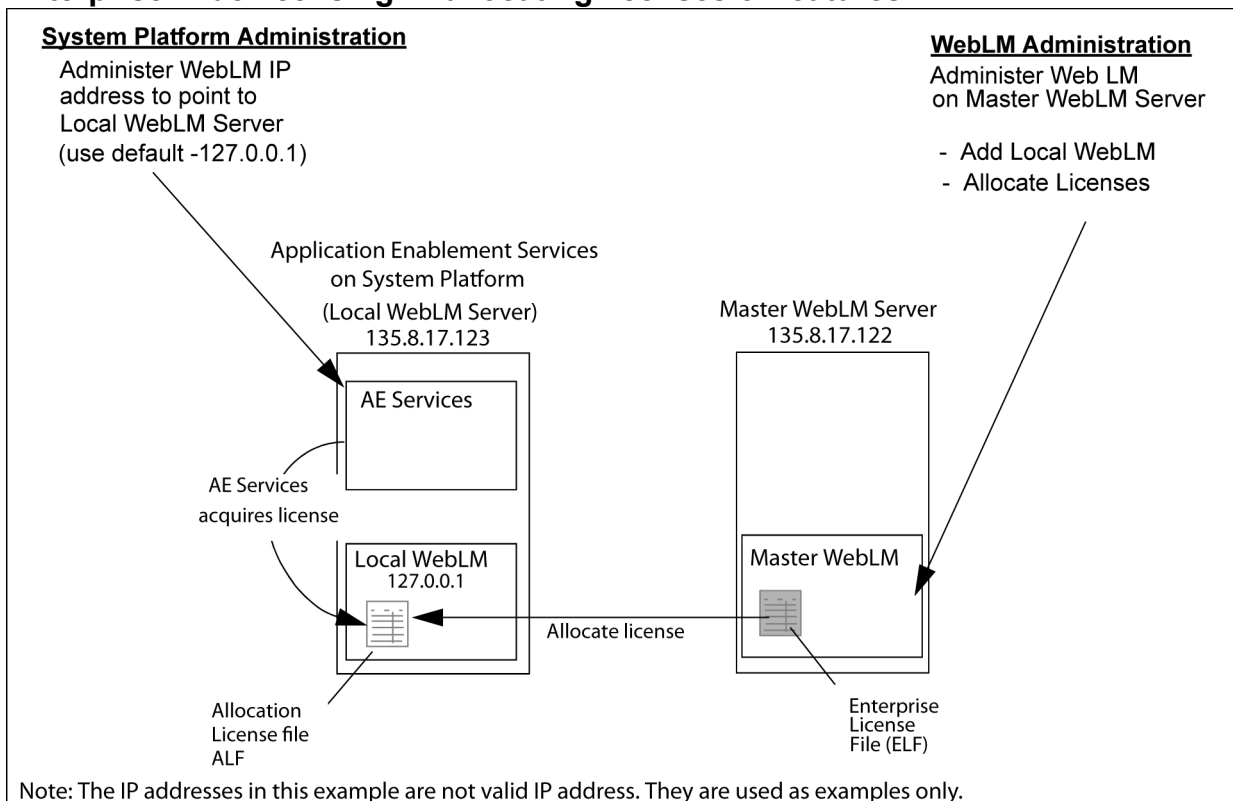 System Platform Administration
Administer WebLM IP
address to point to
Local WebLM Server
(use default -127.0.0.1)
WebLM Administration
Administer Web LM
on Master WebLM Server
- Add Local WebLM
- Allocate Licenses
Application Enablement Services
on System Platform
(Local WebLM Server)
135.8.17.123
Master WebLM Server
135.8.17.122
AE Services
AE Services
acquires license
Local WebLM
127.0.0.1
Master WebLM
Allocate license
Allocation
License file
ALF
Enterprise
License
File (ELF)
Note: The IP addresses in this example are not valid IP address. They are used as examples only.